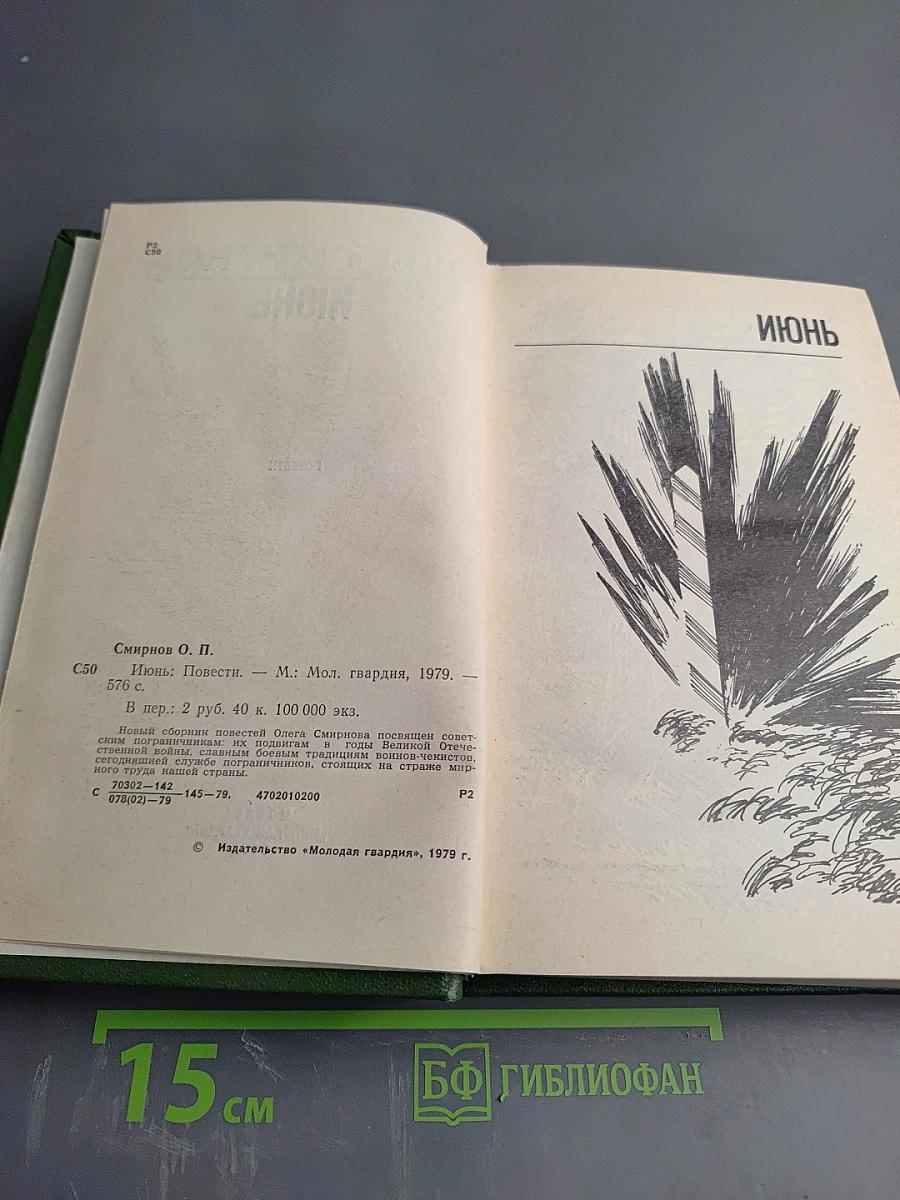 Р2
С50
Смирнов О. П.
С50 Июнь: Повести. — М.: Мол. гвардия, 1979. —
576 с.
В пер.: 2 руб. 40 к. 100 000 экз.
Новый сборник повестей Олега Смирнова посвящен совет-
ским пограничникам: их подвигам в годы Великой Отече-
ственной войны, славным боевым традициям воинов-чекистов,
сегодняшней службе пограничников, стоящих на страже мир-
ного труда нашей страны.
С 70302—142
078(02)—79 145—79. 4702010200 Р2
© Издательство «Молодая гвардия», 1979 г.
ИЮНЬ
15 см
БФ ГИБЛИОФАН